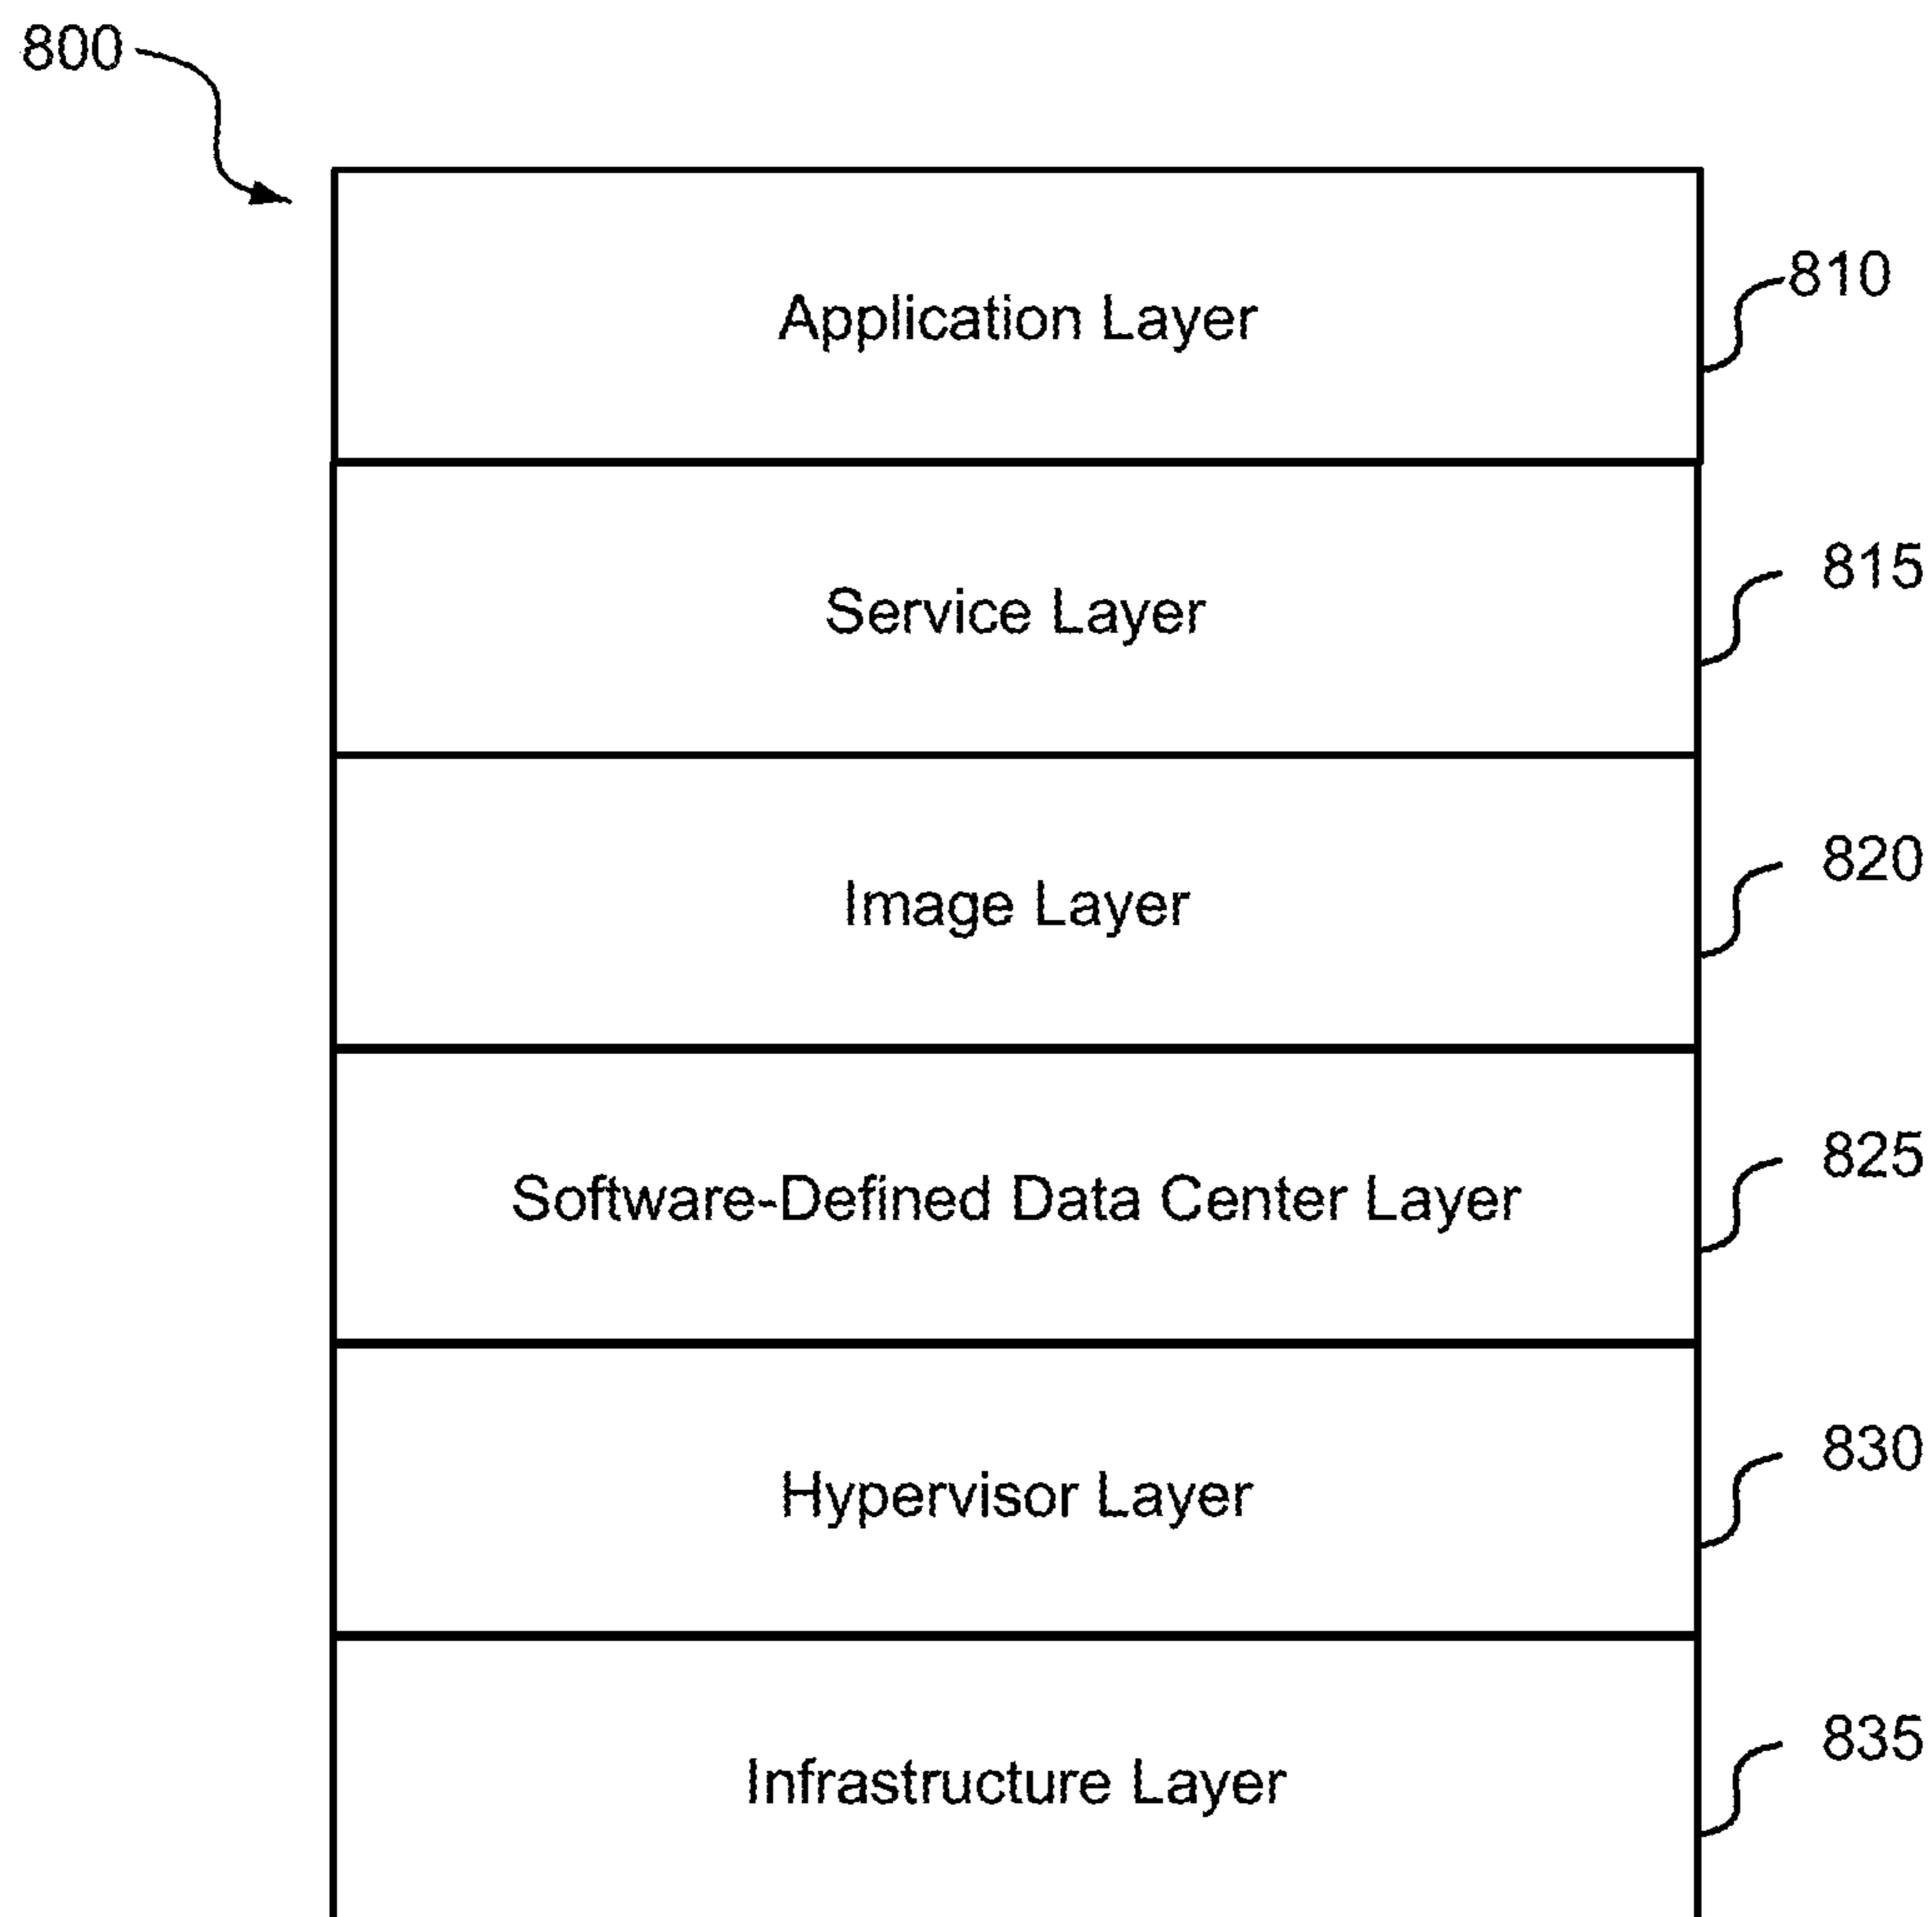 800
Application Layer
810
Service Layer
815
Image Layer
820
Software-Defined Data Center Layer
825
Hypervisor Layer
830
Infrastructure Layer
835